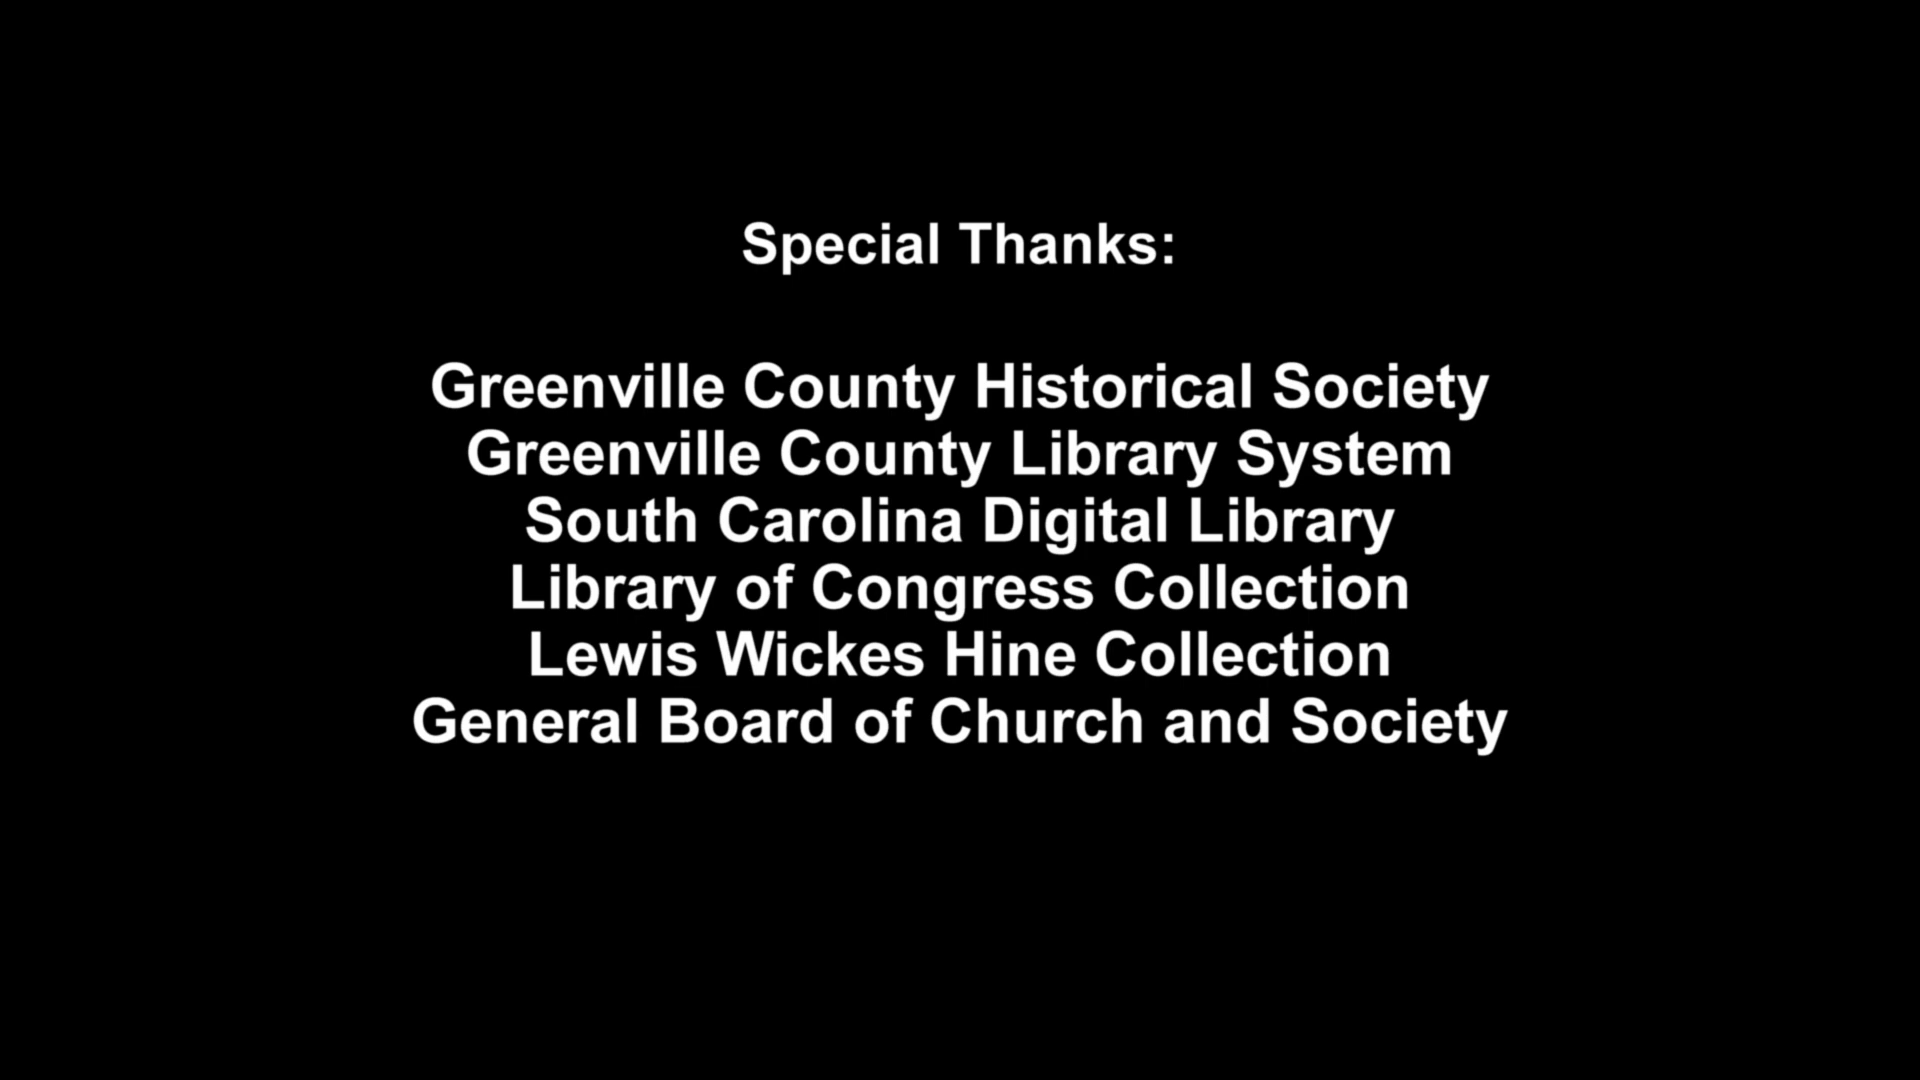 Special Thanks:
Greenville County Historical Society
Greenville County Library System
South Carolina Digital Library
Library of Congress Collection
Lewis Wickes Hine Collection
General Board of Church and Society